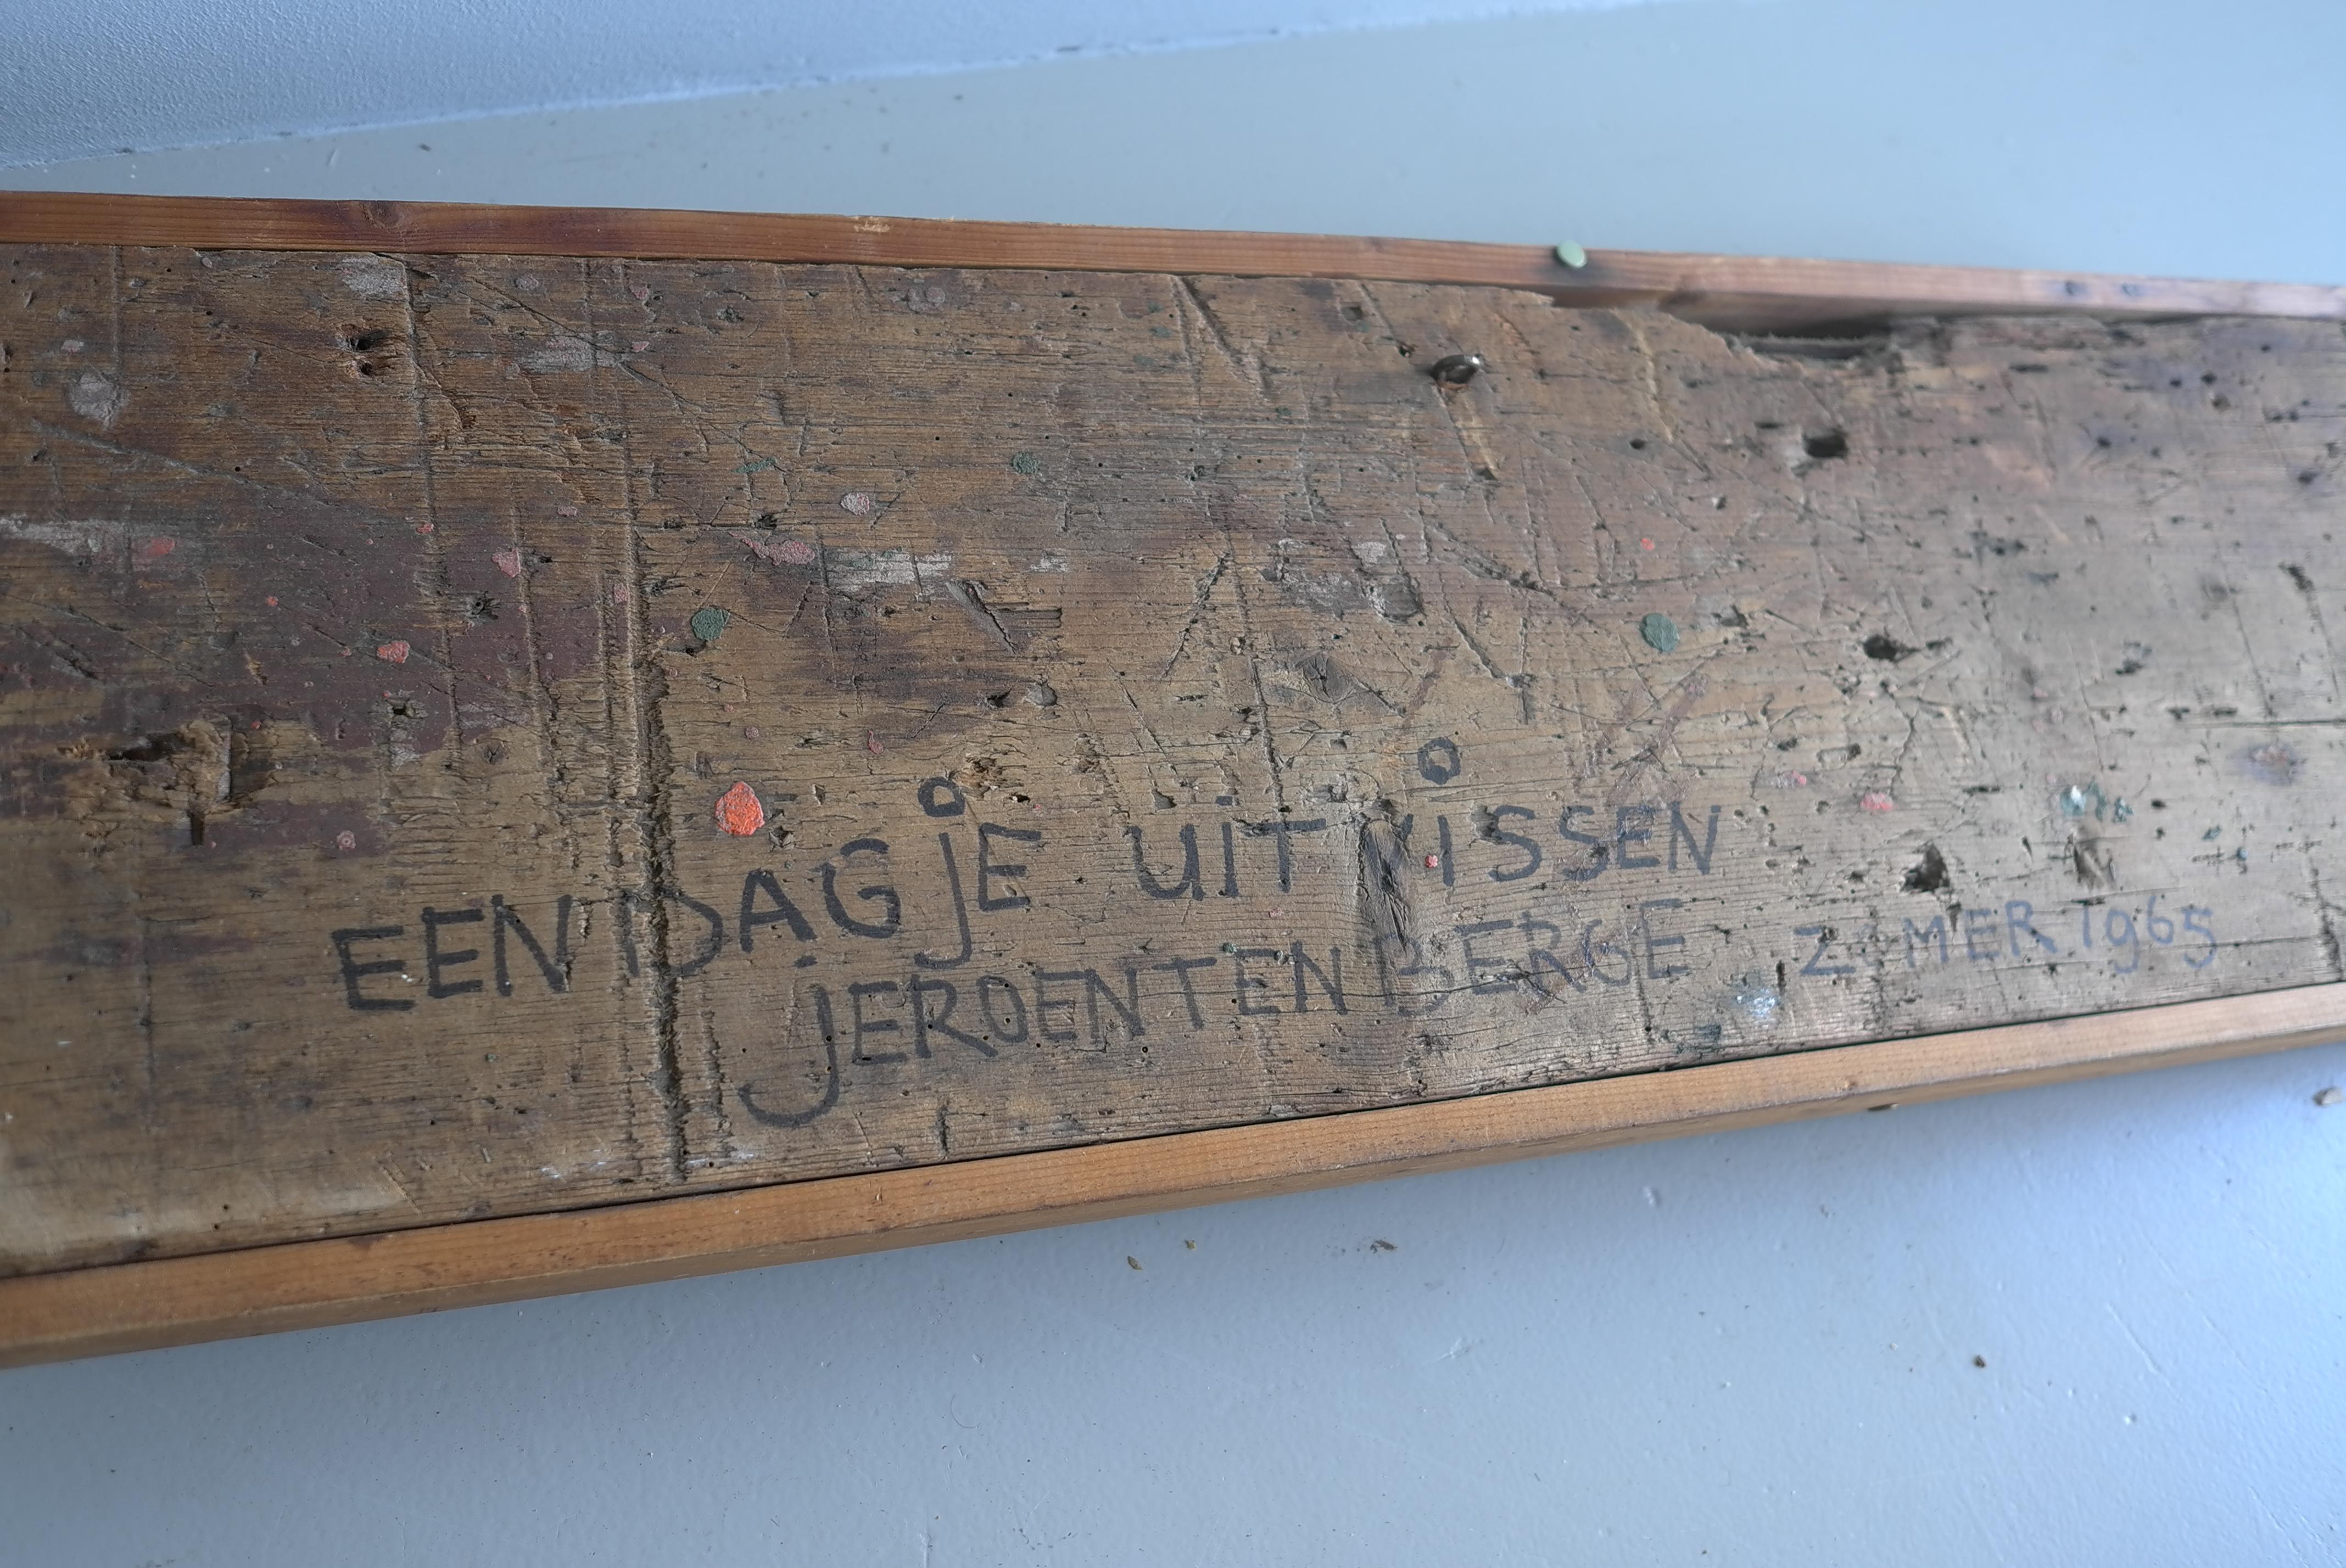 EEN DAGjE UiT ViSSEN
jEROEN TEN BERGE ZOMER.1965